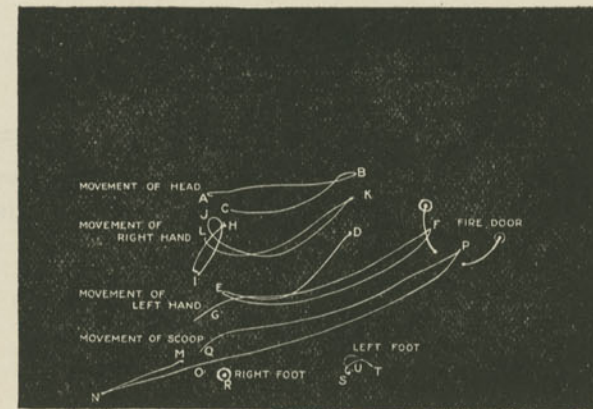 B
MOVEMENT OF HEAD
A
K
C
J
F
MOVEMENT OF
H
FIRE DOOR
L
RIGHT HAND
D
P
I
E
MOVEMENT OF
LEFT HAND
G
MOVEMENT OF SCOOP
Q
M
LEFT FOOT
O
RIGHT FOOT
R
S
U
T
N